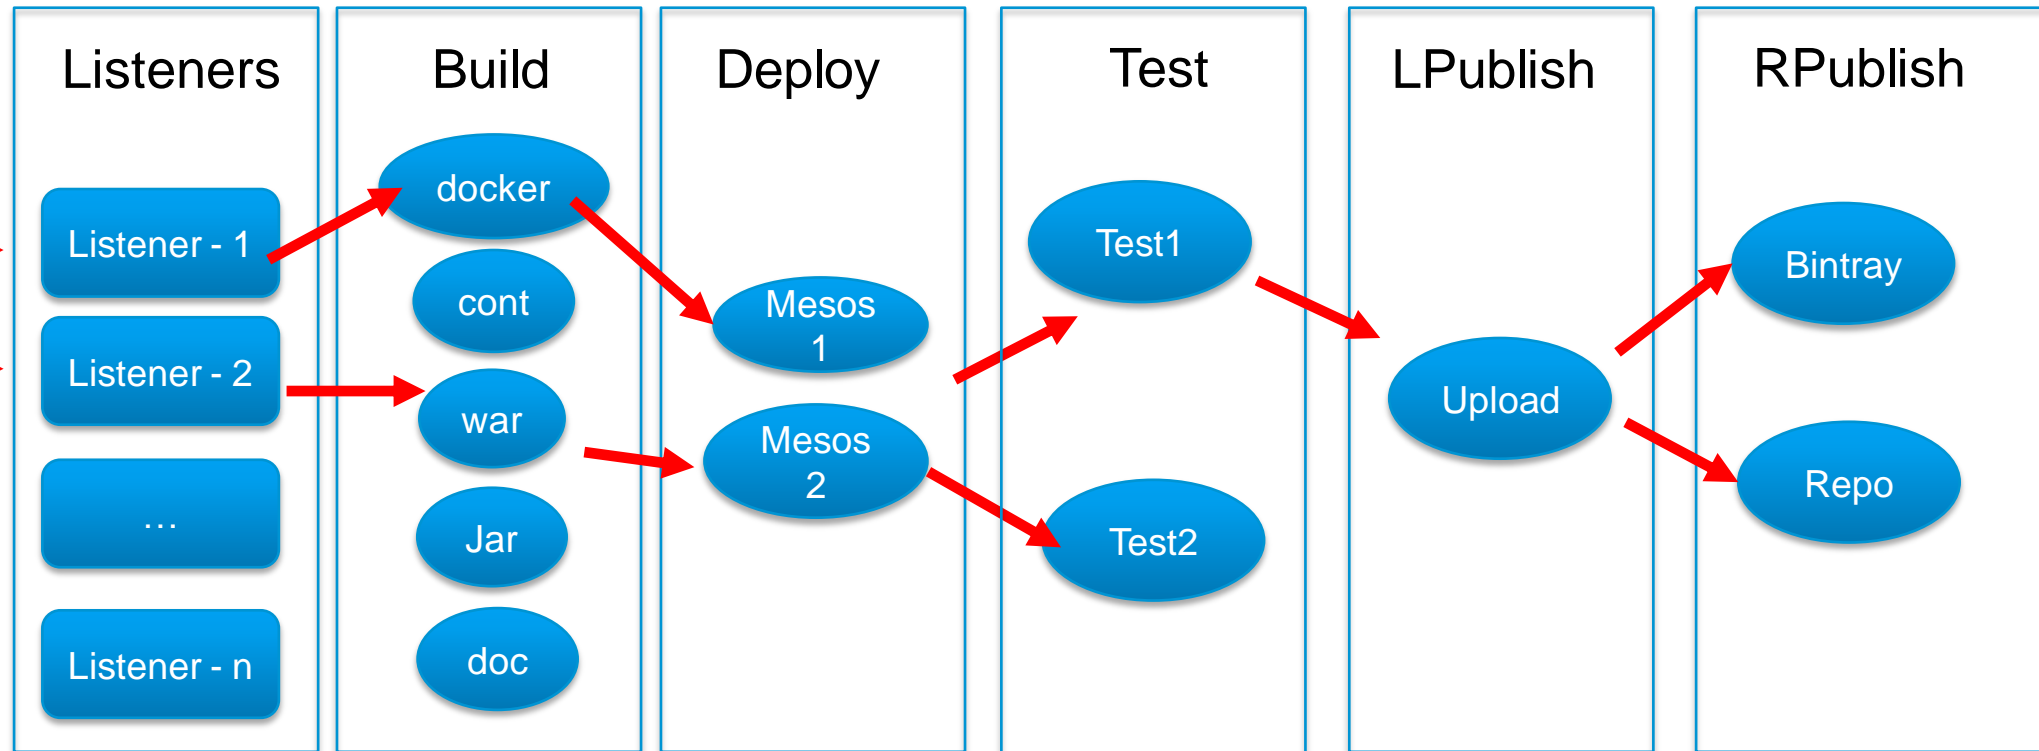 Listeners
Build
Deploy
Test
LPublish
RPublish
Listener - 1
Listener - 2
...
Listener - n
docker
cont
war
Jar
doc
Mesos
1
Mesos
2
Test1
Test2
Upload
Bintray
Repo